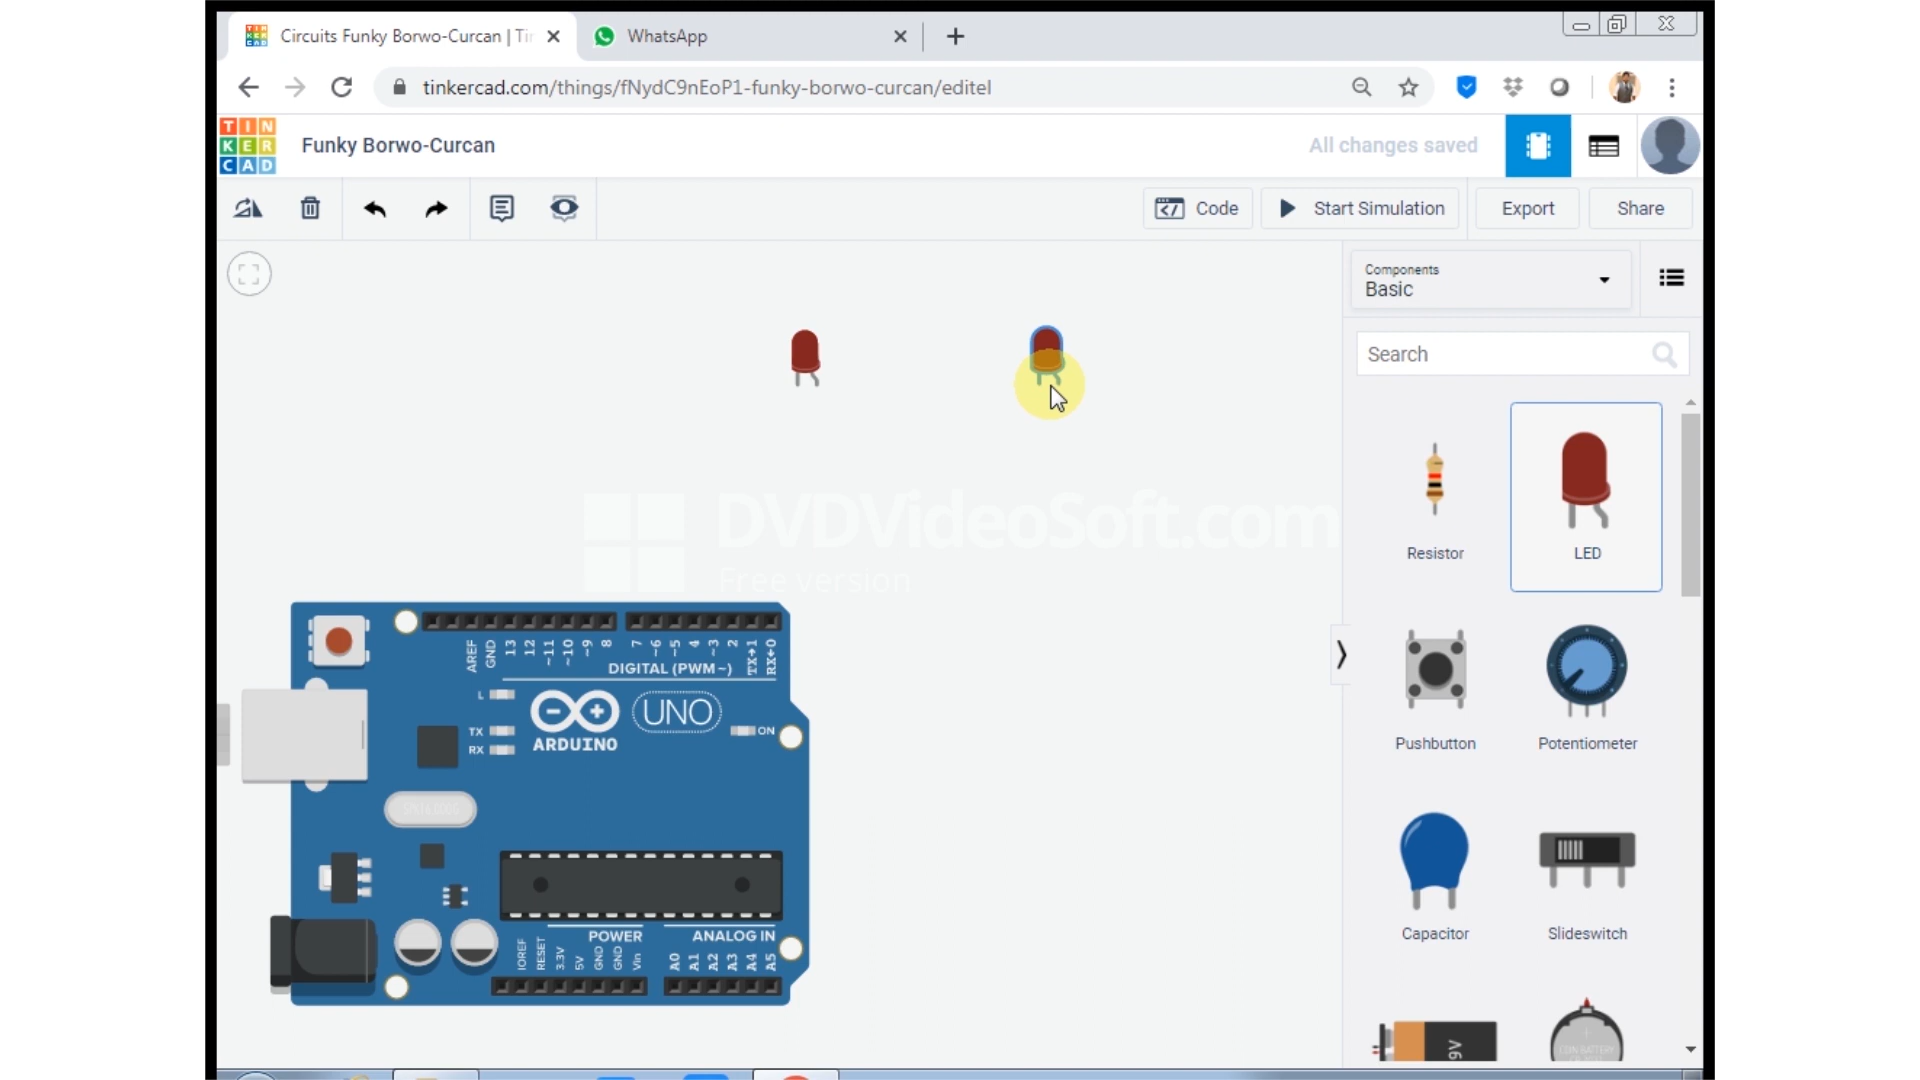 Circuits Funky Borwo-Curcan | Tin
WhatsApp
tinkercad.com/things/fNydC9nEoP1-funky-borwo-curcan/editel
TIN
KER
CAD
Funky Borwo-Curcan
All changes saved
Code
Start Simulation
Export
Share
Components
Basic
Search
Resistor
LED
DVDVideoSoft.com
Free version
AREF
GND
13
12
~11
~10
~9
8
7
~6
~5
4
~3
2
TX→1
RX←0
DIGITAL (PWM~)
L
TX
RX
UNO
ON
ARDUINO
Pushbutton
Potentiometer
Capacitor
Slideswitch
POWER
ANALOG IN
IOREF
RESET
3.3V
5V
GND
GND
Vin
A0
A1
A2
A3
A4
A5
9V